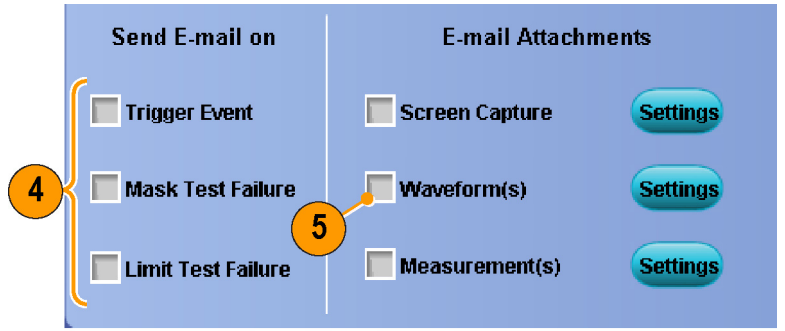 Send E-mail on
E-mail Attachments
Trigger Event
Screen Capture
Settings
4
Mask Test Failure
Waveform(s)
Settings
5
Limit Test Failure
Measurement(s)
Settings